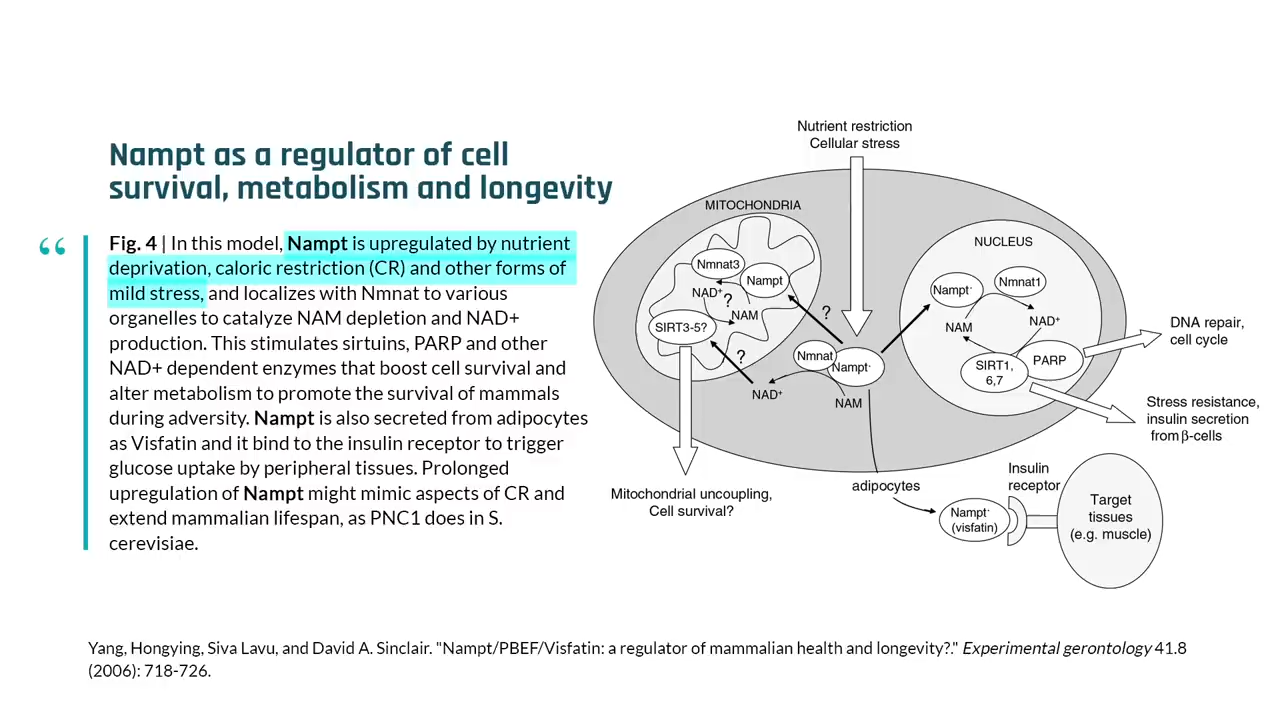 Nampt as a regulator of cell
survival, metabolism and longevity
“
Fig. 4 | In this model, Nampt is upregulated by nutrient
deprivation, caloric restriction (CR) and other forms of
mild stress, and localizes with Nmnat to various
organelles to catalyze NAM depletion and NAD+
production. This stimulates sirtuins, PARP and other
NAD+ dependent enzymes that boost cell survival and
alter metabolism to promote the survival of mammals
during adversity. Nampt is also secreted from adipocytes
as Visfatin and it bind to the insulin receptor to trigger
glucose uptake by peripheral tissues. Prolonged
upregulation of Nampt might mimic aspects of CR and
extend mammalian lifespan, as PNC1 does in S.
cerevisiae.
Nutrient restriction
Cellular stress
MITOCHONDRIA
Nmnat3
Nampt
NAD⁺
?
NAM
SIRT3-5?
?
?
Nmnat
Nampt
NAD⁺
NAM
NUCLEUS
Nampt
Nmnat1
NAM
NAD⁺
SIRT1,
6,7
PARP
DNA repair,
cell cycle
Stress resistance,
insulin secretion
from β-cells
Mitochondrial uncoupling,
Cell survival?
adipocytes
Nampt
(visfatin)
Insulin
receptor
Target
tissues
(e.g. muscle)
Yang, Hongying, Siva Lavu, and David A. Sinclair. "Nampt/PBEF/Visfatin: a regulator of mammalian health and longevity?." Experimental gerontology 41.8
(2006): 718-726.